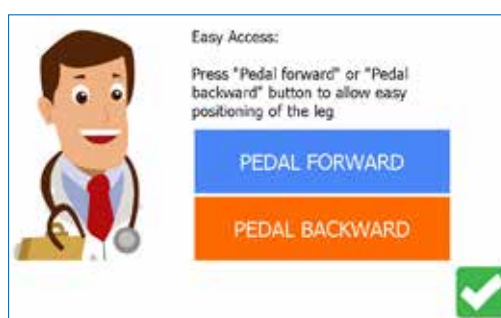 Easy Access:
Press "Pedal forward" or "Pedal
backward" button to allow easy
positioning of the leg
PEDAL FORWARD
PEDAL BACKWARD